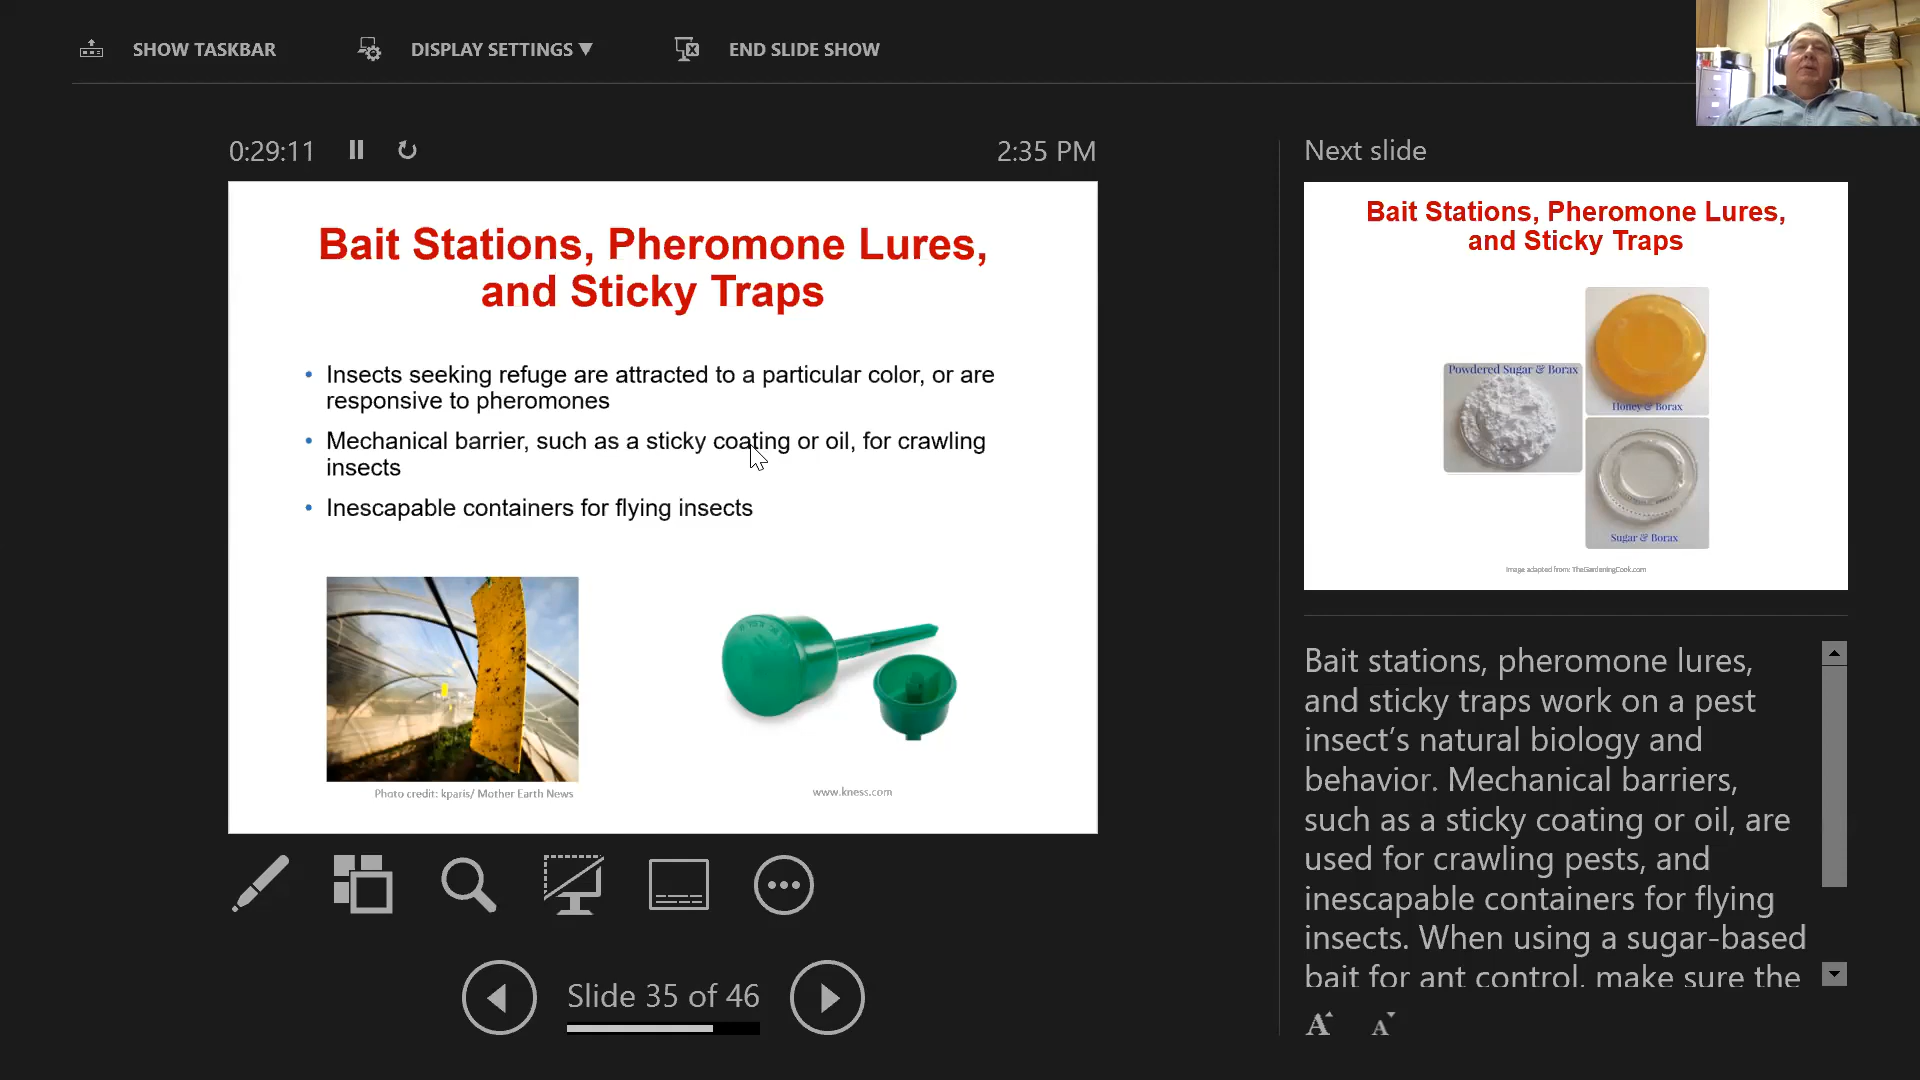 SHOW TASKBAR
DISPLAY SETTINGS ▼
END SLIDE SHOW
0:29:11
2:35 PM
Bait Stations, Pheromone Lures,
and Sticky Traps
• Insects seeking refuge are attracted to a particular color, or are
responsive to pheromones
• Mechanical barrier, such as a sticky coating or oil, for crawling
insects
• Inescapable containers for flying insects
Photo credit: kparis/ Mother Earth News
www.kness.com
Slide 35 of 46
Next slide
Bait Stations, Pheromone Lures,
and Sticky Traps
Powdered Sugar & Borax
Honey & Borax
Sugar & Borax
Image adapted from: TheGardeningCook.com
Bait stations, pheromone lures,
and sticky traps work on a pest
insect’s natural biology and
behavior. Mechanical barriers,
such as a sticky coating or oil, are
used for crawling pests, and
inescapable containers for flying
insects. When using a sugar-based
bait for ant control, make sure the
A A